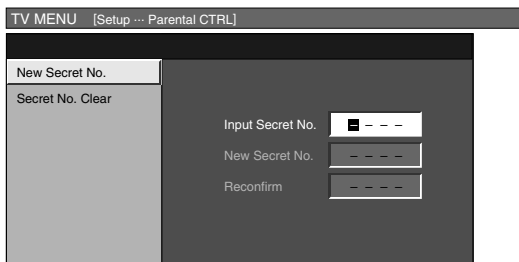 TV MENU [Setup ··· Parental CTRL]
New Secret No.
Secret No. Clear
Input Secret No. – – – –
New Secret No. – – – –
Reconfirm – – – –